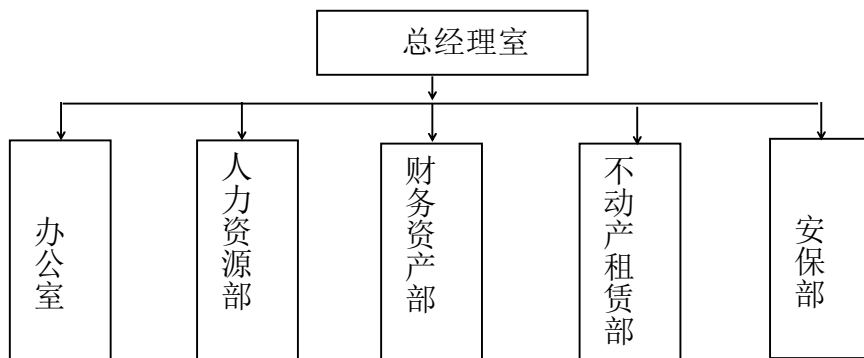 总经理室
办公室
人力资源部
财务资产部
不动产租赁部
安保部